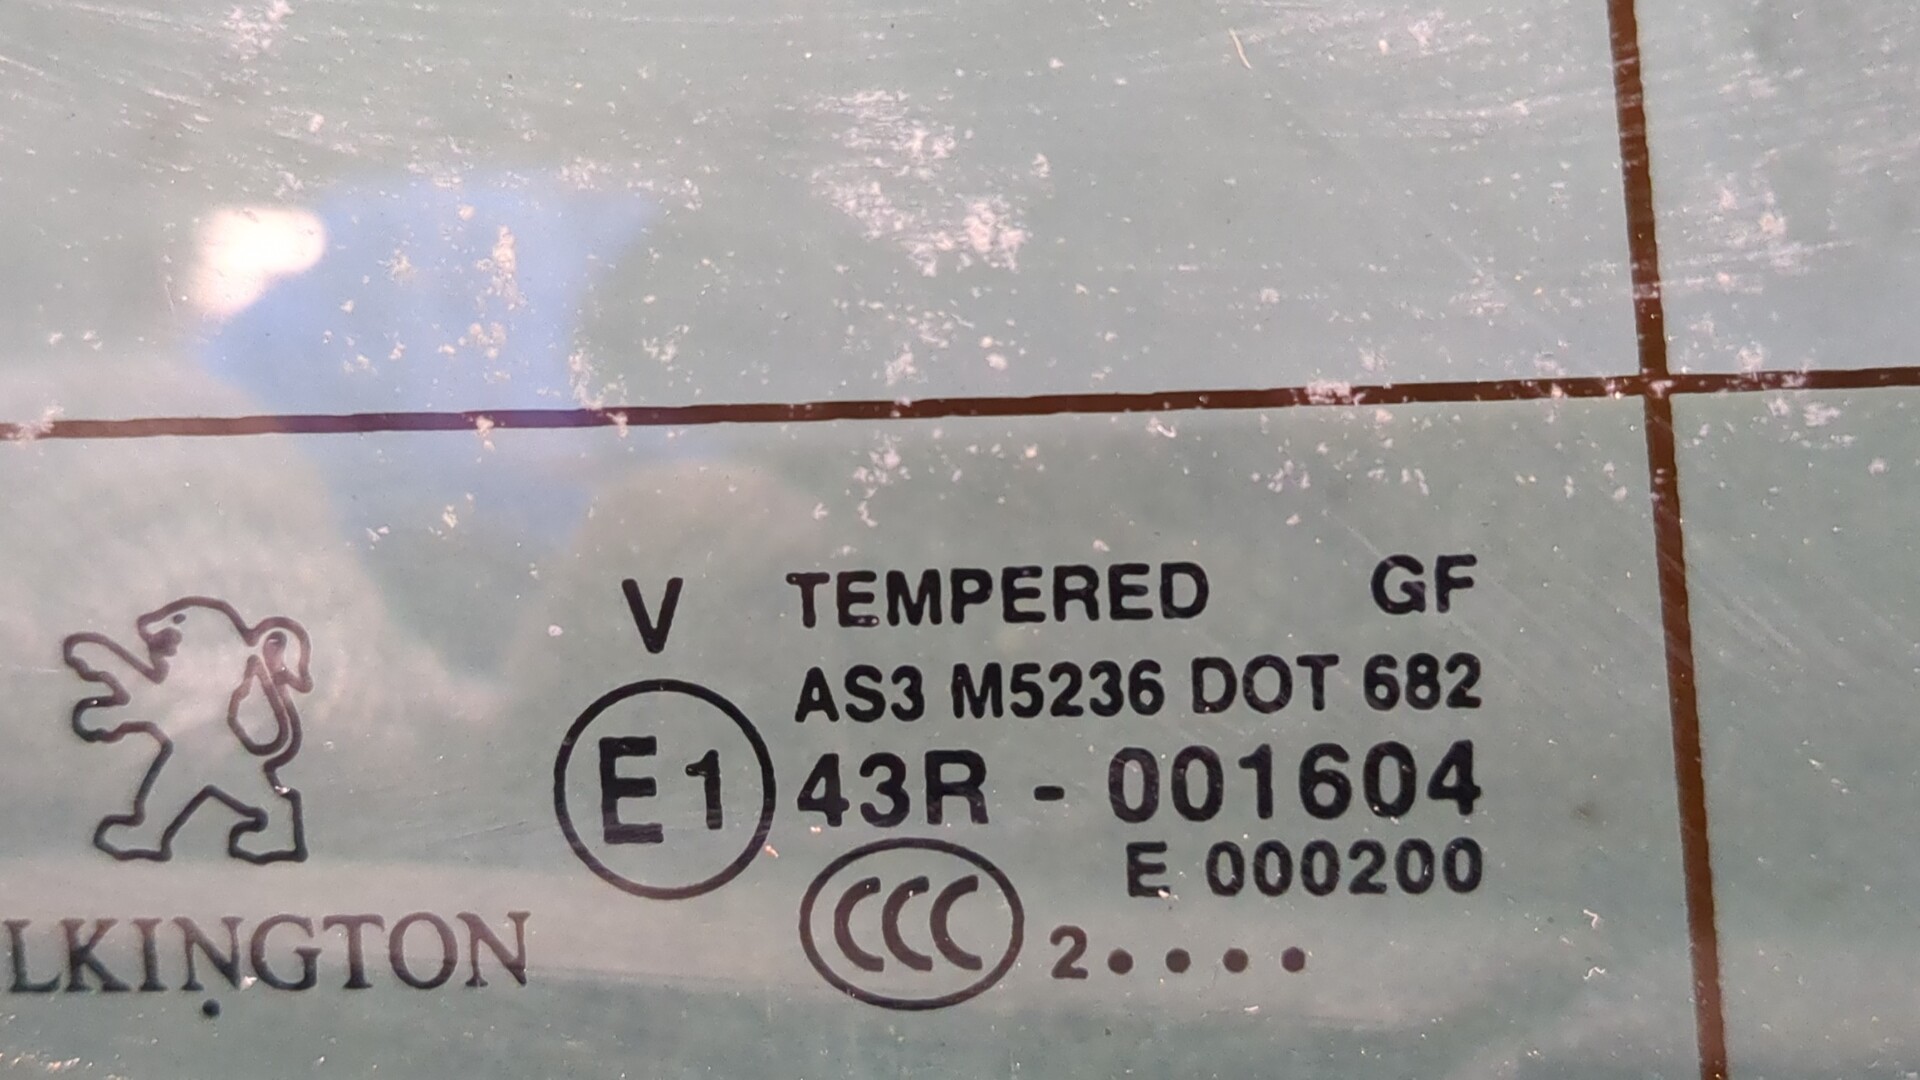 V TEMPERED GF
AS3 M5236 DOT 682
E1 43R - 001604
E 000200
CCC 2••••
LKINGTON